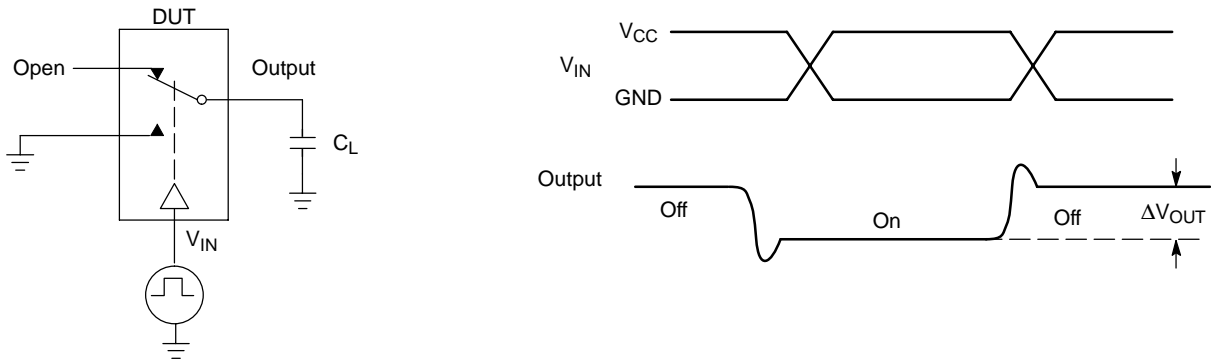 DUT
Open
Output
C_L
V_IN
V_CC
V_IN
GND
Output
Off
On
Off
ΔV_OUT